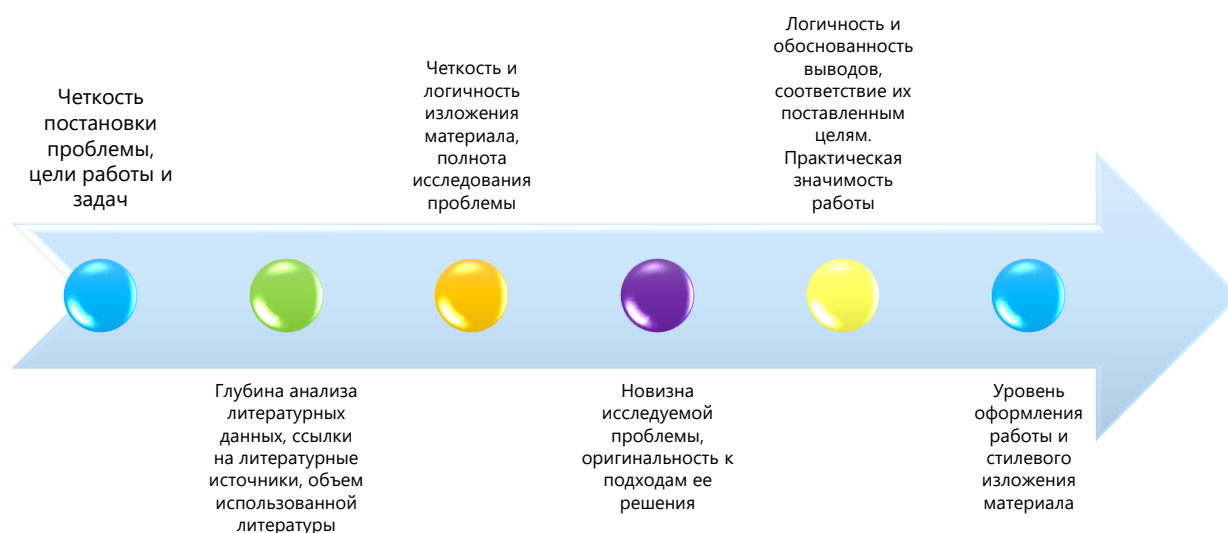 Четкость
постановки
проблемы,
цели работы и
задач
Глубина анализа
литературных
данных, ссылки
на литературные
источники, объем
использованной
литературы
Четкость и
логичность
изложения
материала,
полнота
исследования
проблемы
Новизна
исследуемой
проблемы,
оригинальность к
подходам ее
решения
Логичность и
обоснованность
выводов,
соответствие их
поставленным
целям.
Практическая
значимость
работы
Уровень
оформления
работы и
стилевого
изложения
материала